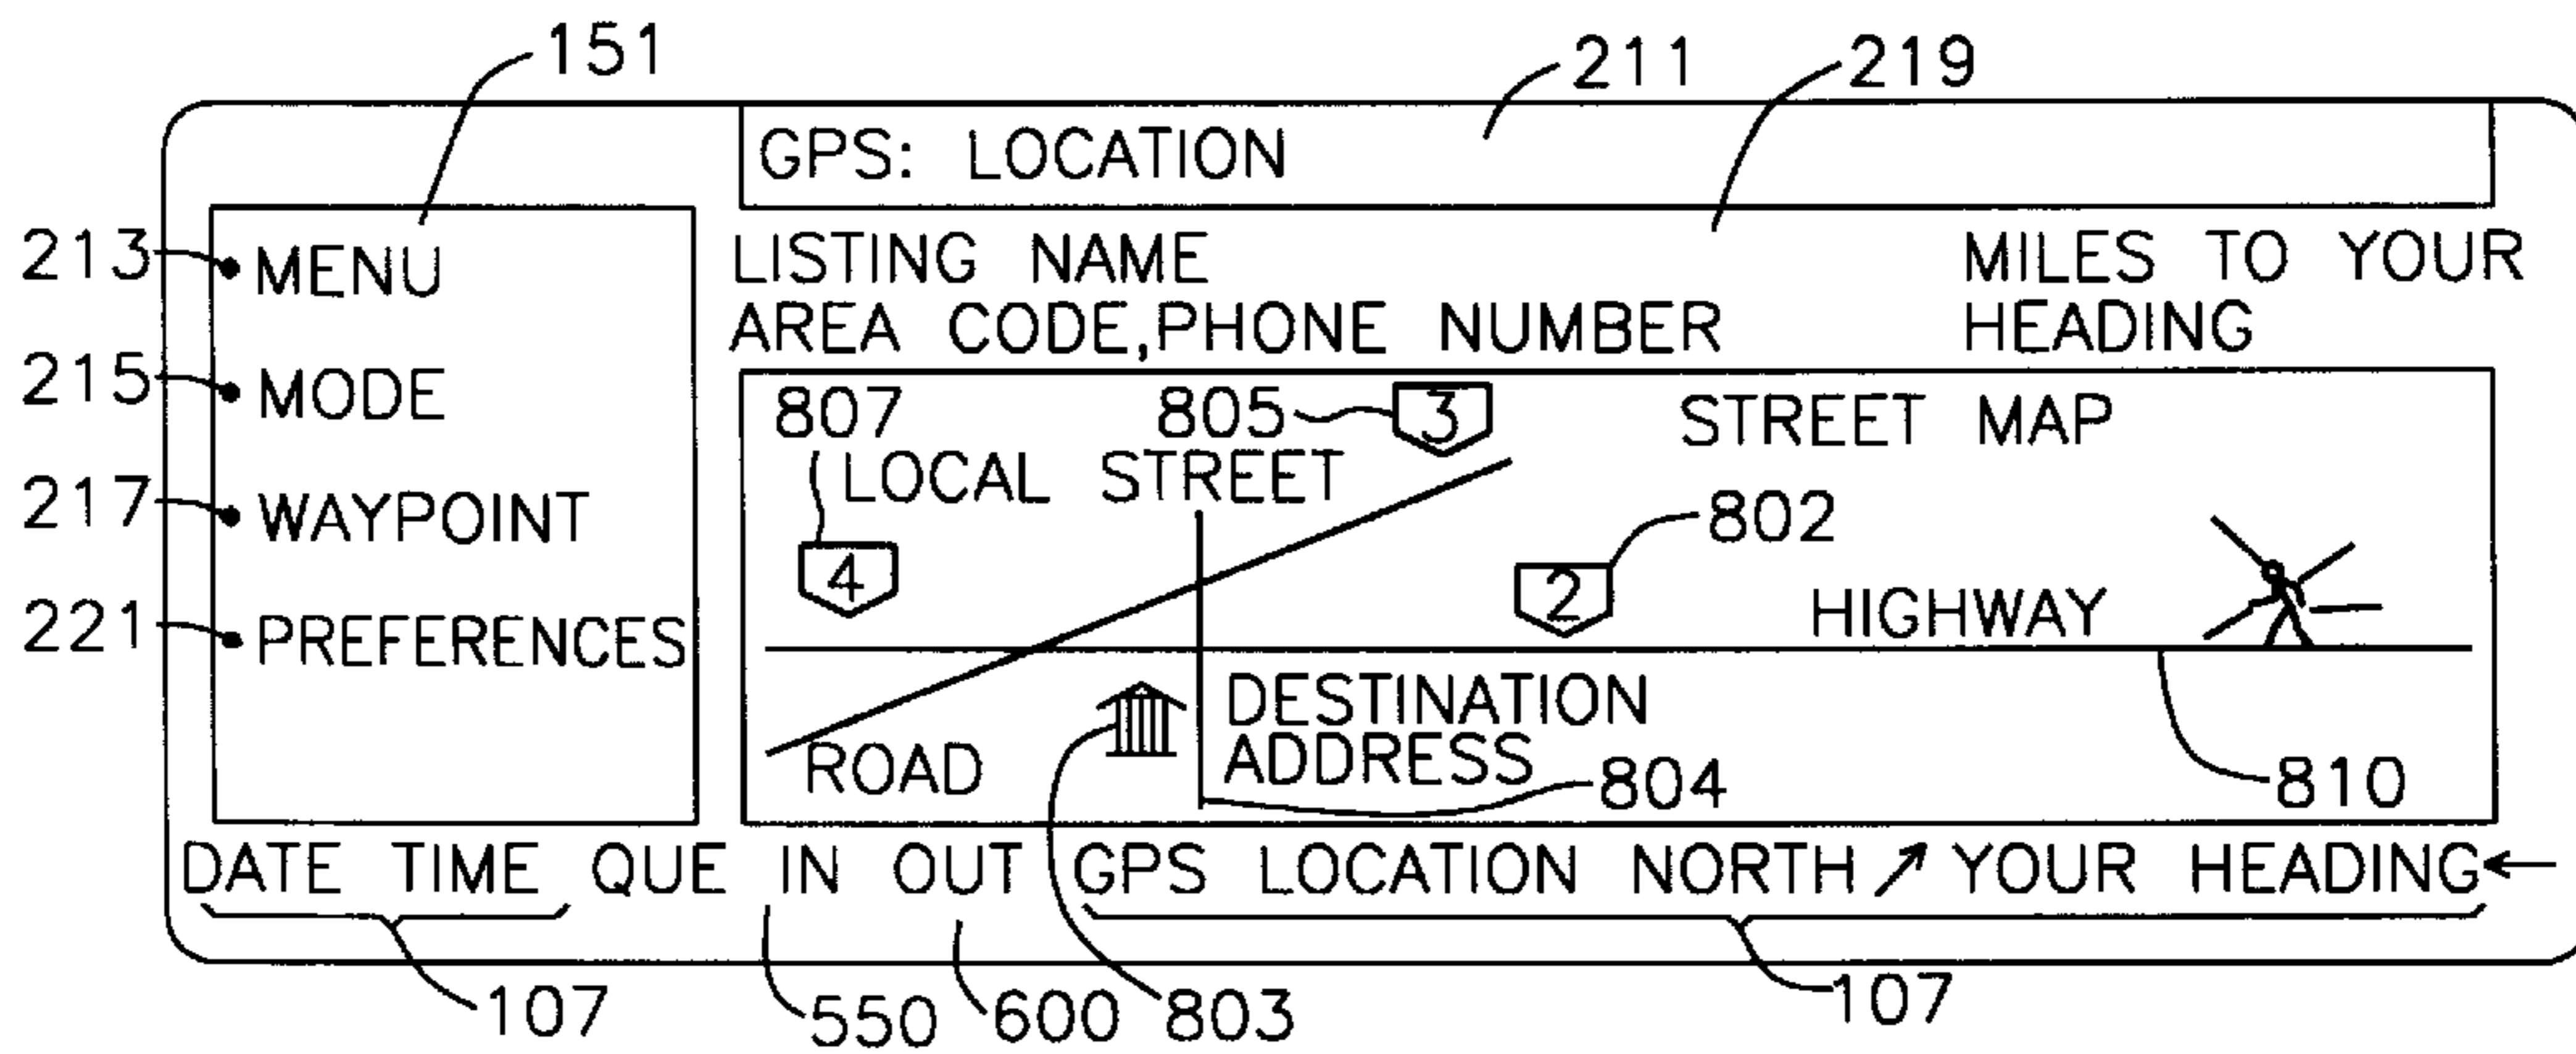 151
211
219
GPS: LOCATION
213
MENU
LISTING NAME
AREA CODE,PHONE NUMBER
MILES TO YOUR
HEADING
215
MODE
807
805
3
STREET MAP
LOCAL STREET
217
WAYPOINT
802
4
2
HIGHWAY
221
PREFERENCES
DESTINATION
ADDRESS
ROAD
804
810
DATE TIME QUE IN OUT GPS LOCATION NORTH ↗ YOUR HEADING←
107
550
600
803
107